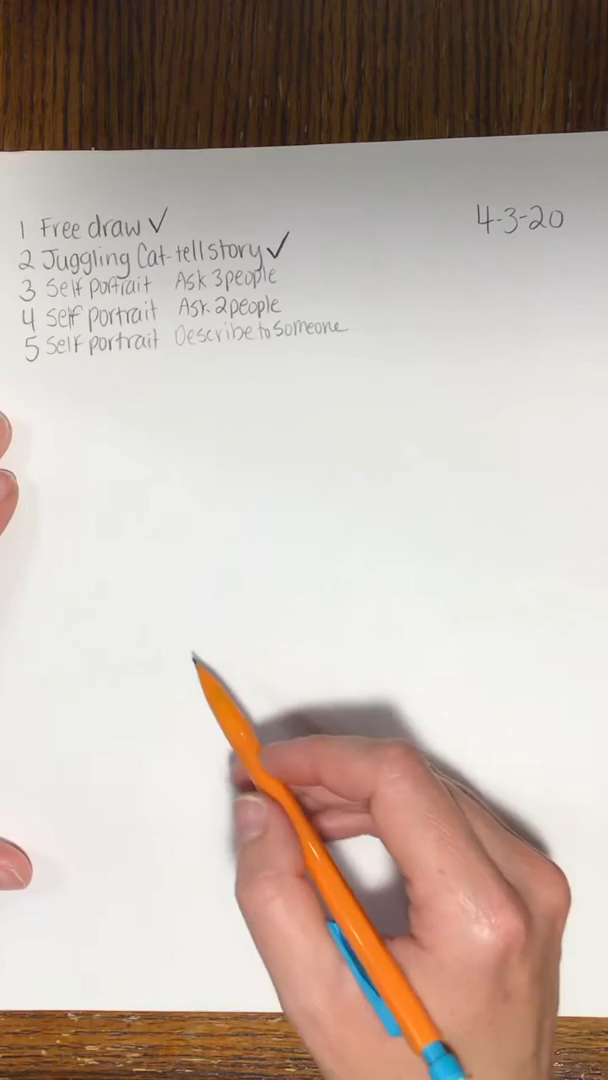 1 Free draw ✓
4-3-20
2 Juggling Cat-tell story ✓
3 Self portrait Ask 3 people
4 Self portrait Ask 2 people
5 Self portrait Describe to someone